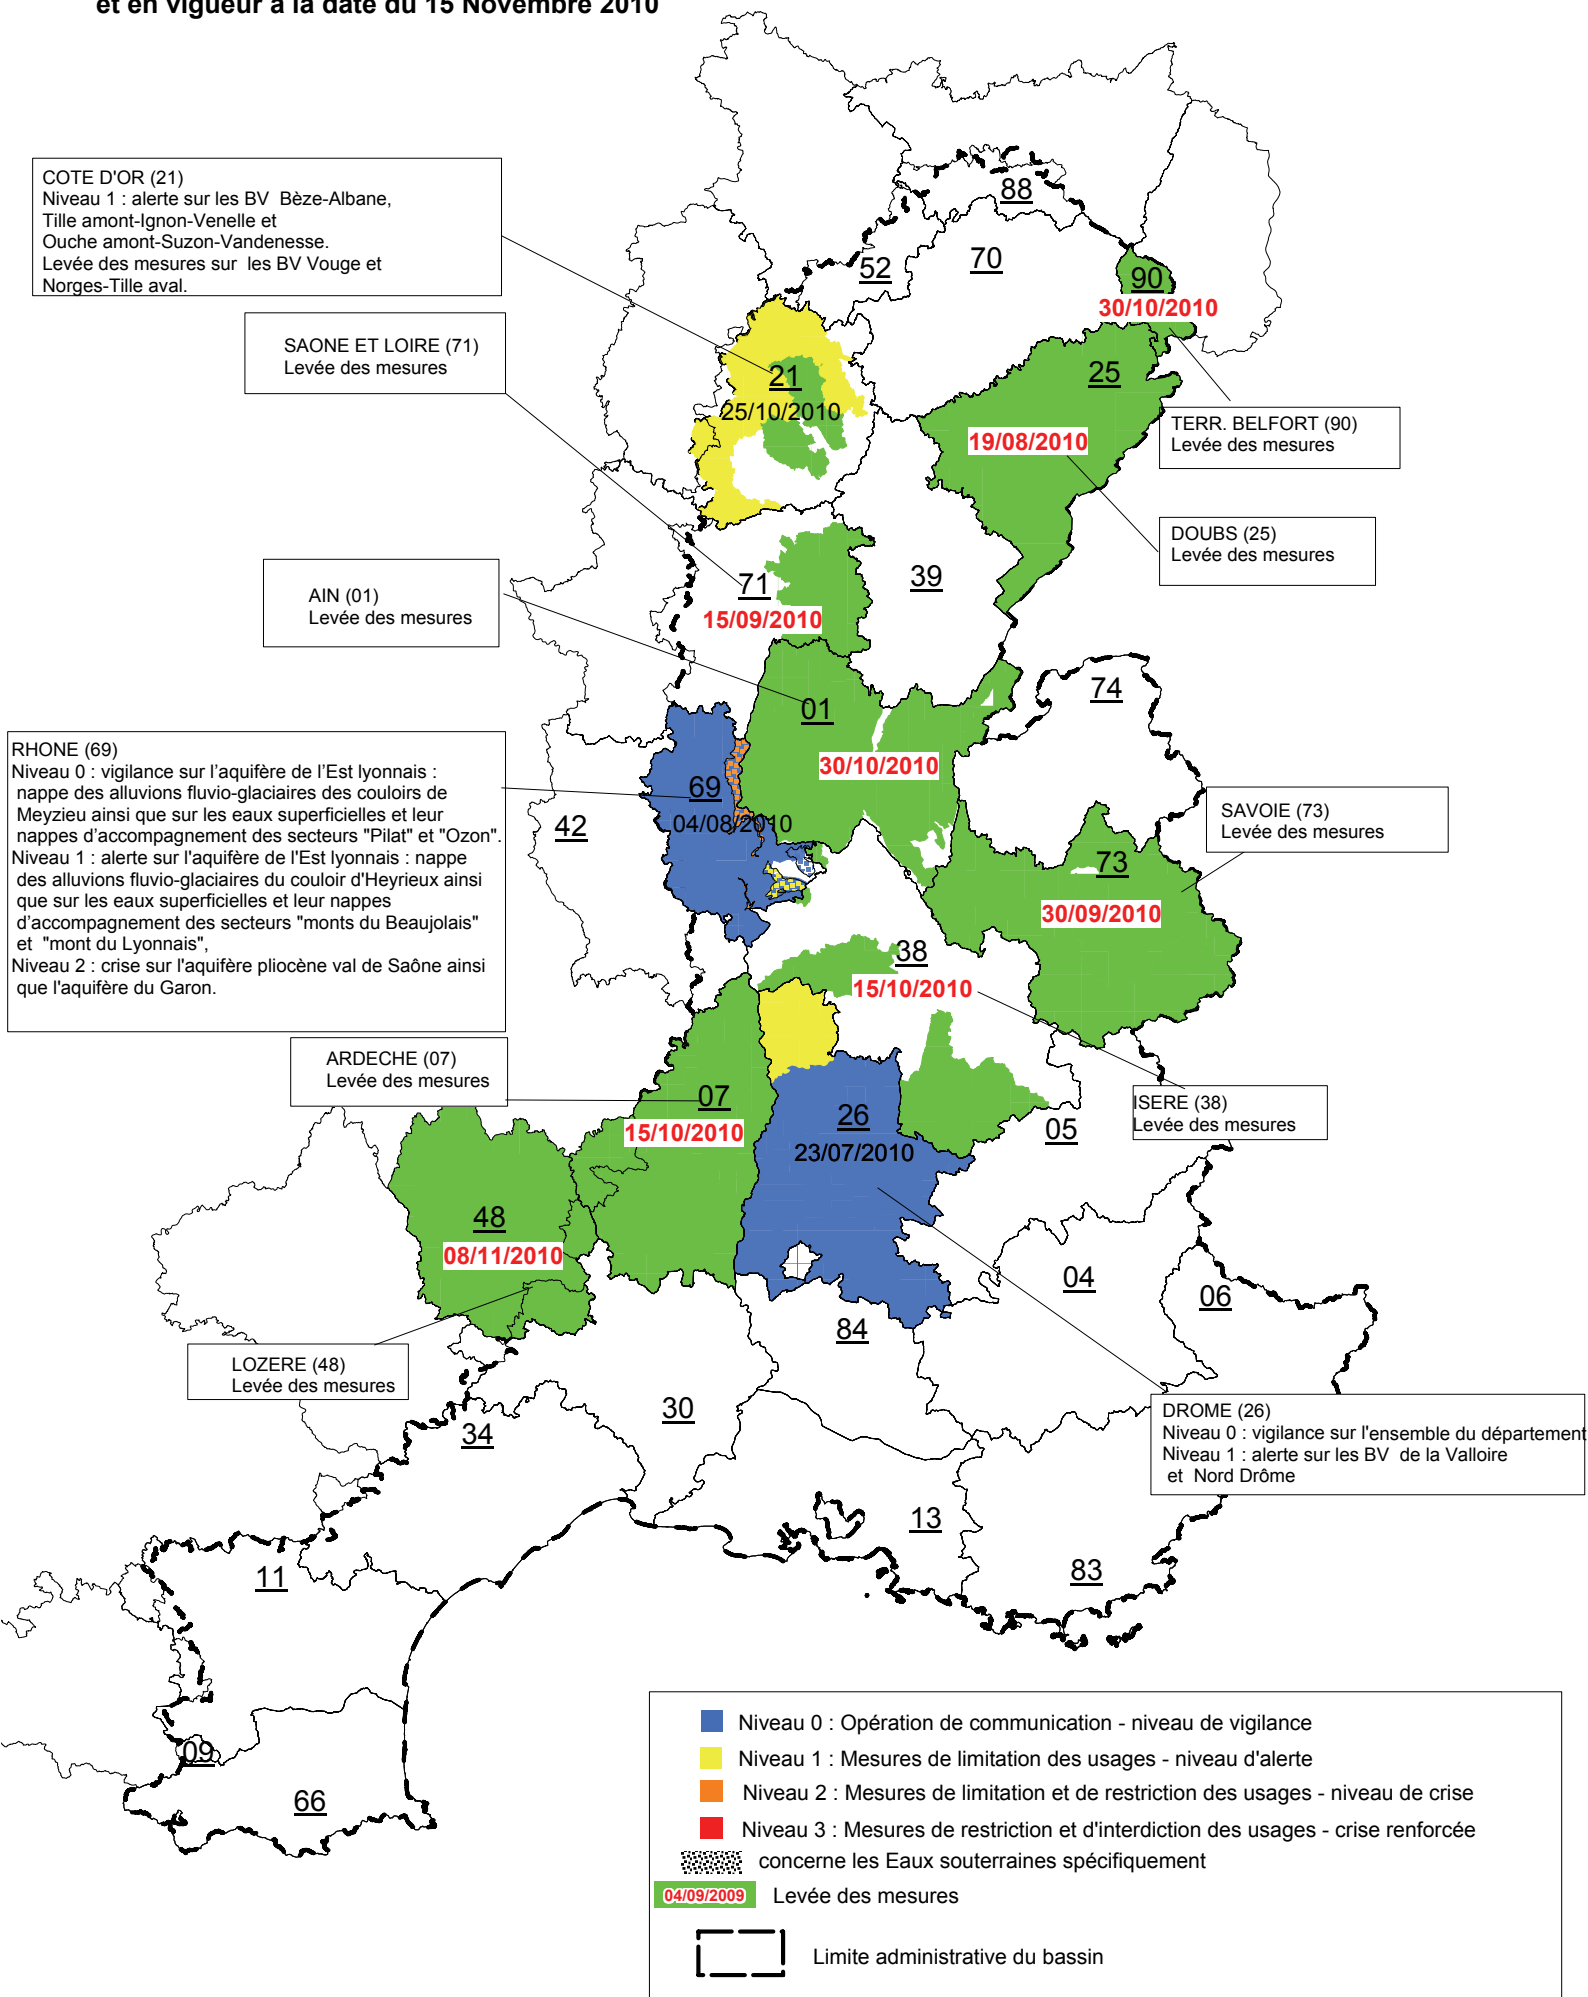 et en vigueur à la date du 15 Novembre 2010
COTE D'OR (21)
Niveau 1 : alerte sur les BV Bèze-Albane,
Tille amont-Ignon-Venelle et
Ouche amont-Suzon-Vandenesse.
Levée des mesures sur les BV Vouge et
Norges-Tille aval.
88
52
70
90
30/10/2010
SAONE ET LOIRE (71)
Levée des mesures
21
25/10/2010
25
19/08/2010
TERR. BELFORT (90)
Levée des mesures
DOUBS (25)
Levée des mesures
AIN (01)
Levée des mesures
71
15/09/2010
39
74
01
30/10/2010
RHONE (69)
Niveau 0 : vigilance sur l'aquifère de l'Est lyonnais :
nappe des alluvions fluvio-glaciaires des couloirs de
Meyzieu ainsi que sur les eaux superficielles et leur
nappes d'accompagnement des secteurs "Pilat" et "Ozon".
Niveau 1 : alerte sur l'aquifère de l'Est lyonnais : nappe
des alluvions fluvio-glaciaires du couloir d'Heyrieux ainsi
que sur les eaux superficielles et leur nappes
d'accompagnement des secteurs "monts du Beaujolais"
et "mont du Lyonnais",
Niveau 2 : crise sur l'aquifère pliocène val de Saône ainsi
que l'aquifère du Garon.
69
04/08/2010
42
SAVOIE (73)
Levée des mesures
73
30/09/2010
38
15/10/2010
ARDECHE (07)
Levée des mesures
07
15/10/2010
26
23/07/2010
05
ISERE (38)
Levée des mesures
48
08/11/2010
04
06
84
LOZERE (48)
Levée des mesures
30
34
DROME (26)
Niveau 0 : vigilance sur l'ensemble du département
Niveau 1 : alerte sur les BV de la Valloire
et Nord Drôme
13
83
11
09
66
Niveau 0 : Opération de communication - niveau de vigilance
Niveau 1 : Mesures de limitation des usages - niveau d'alerte
Niveau 2 : Mesures de limitation et de restriction des usages - niveau de crise
Niveau 3 : Mesures de restriction et d'interdiction des usages - crise renforcée
concerne les Eaux souterraines spécifiquement
04/09/2009 Levée des mesures
Limite administrative du bassin